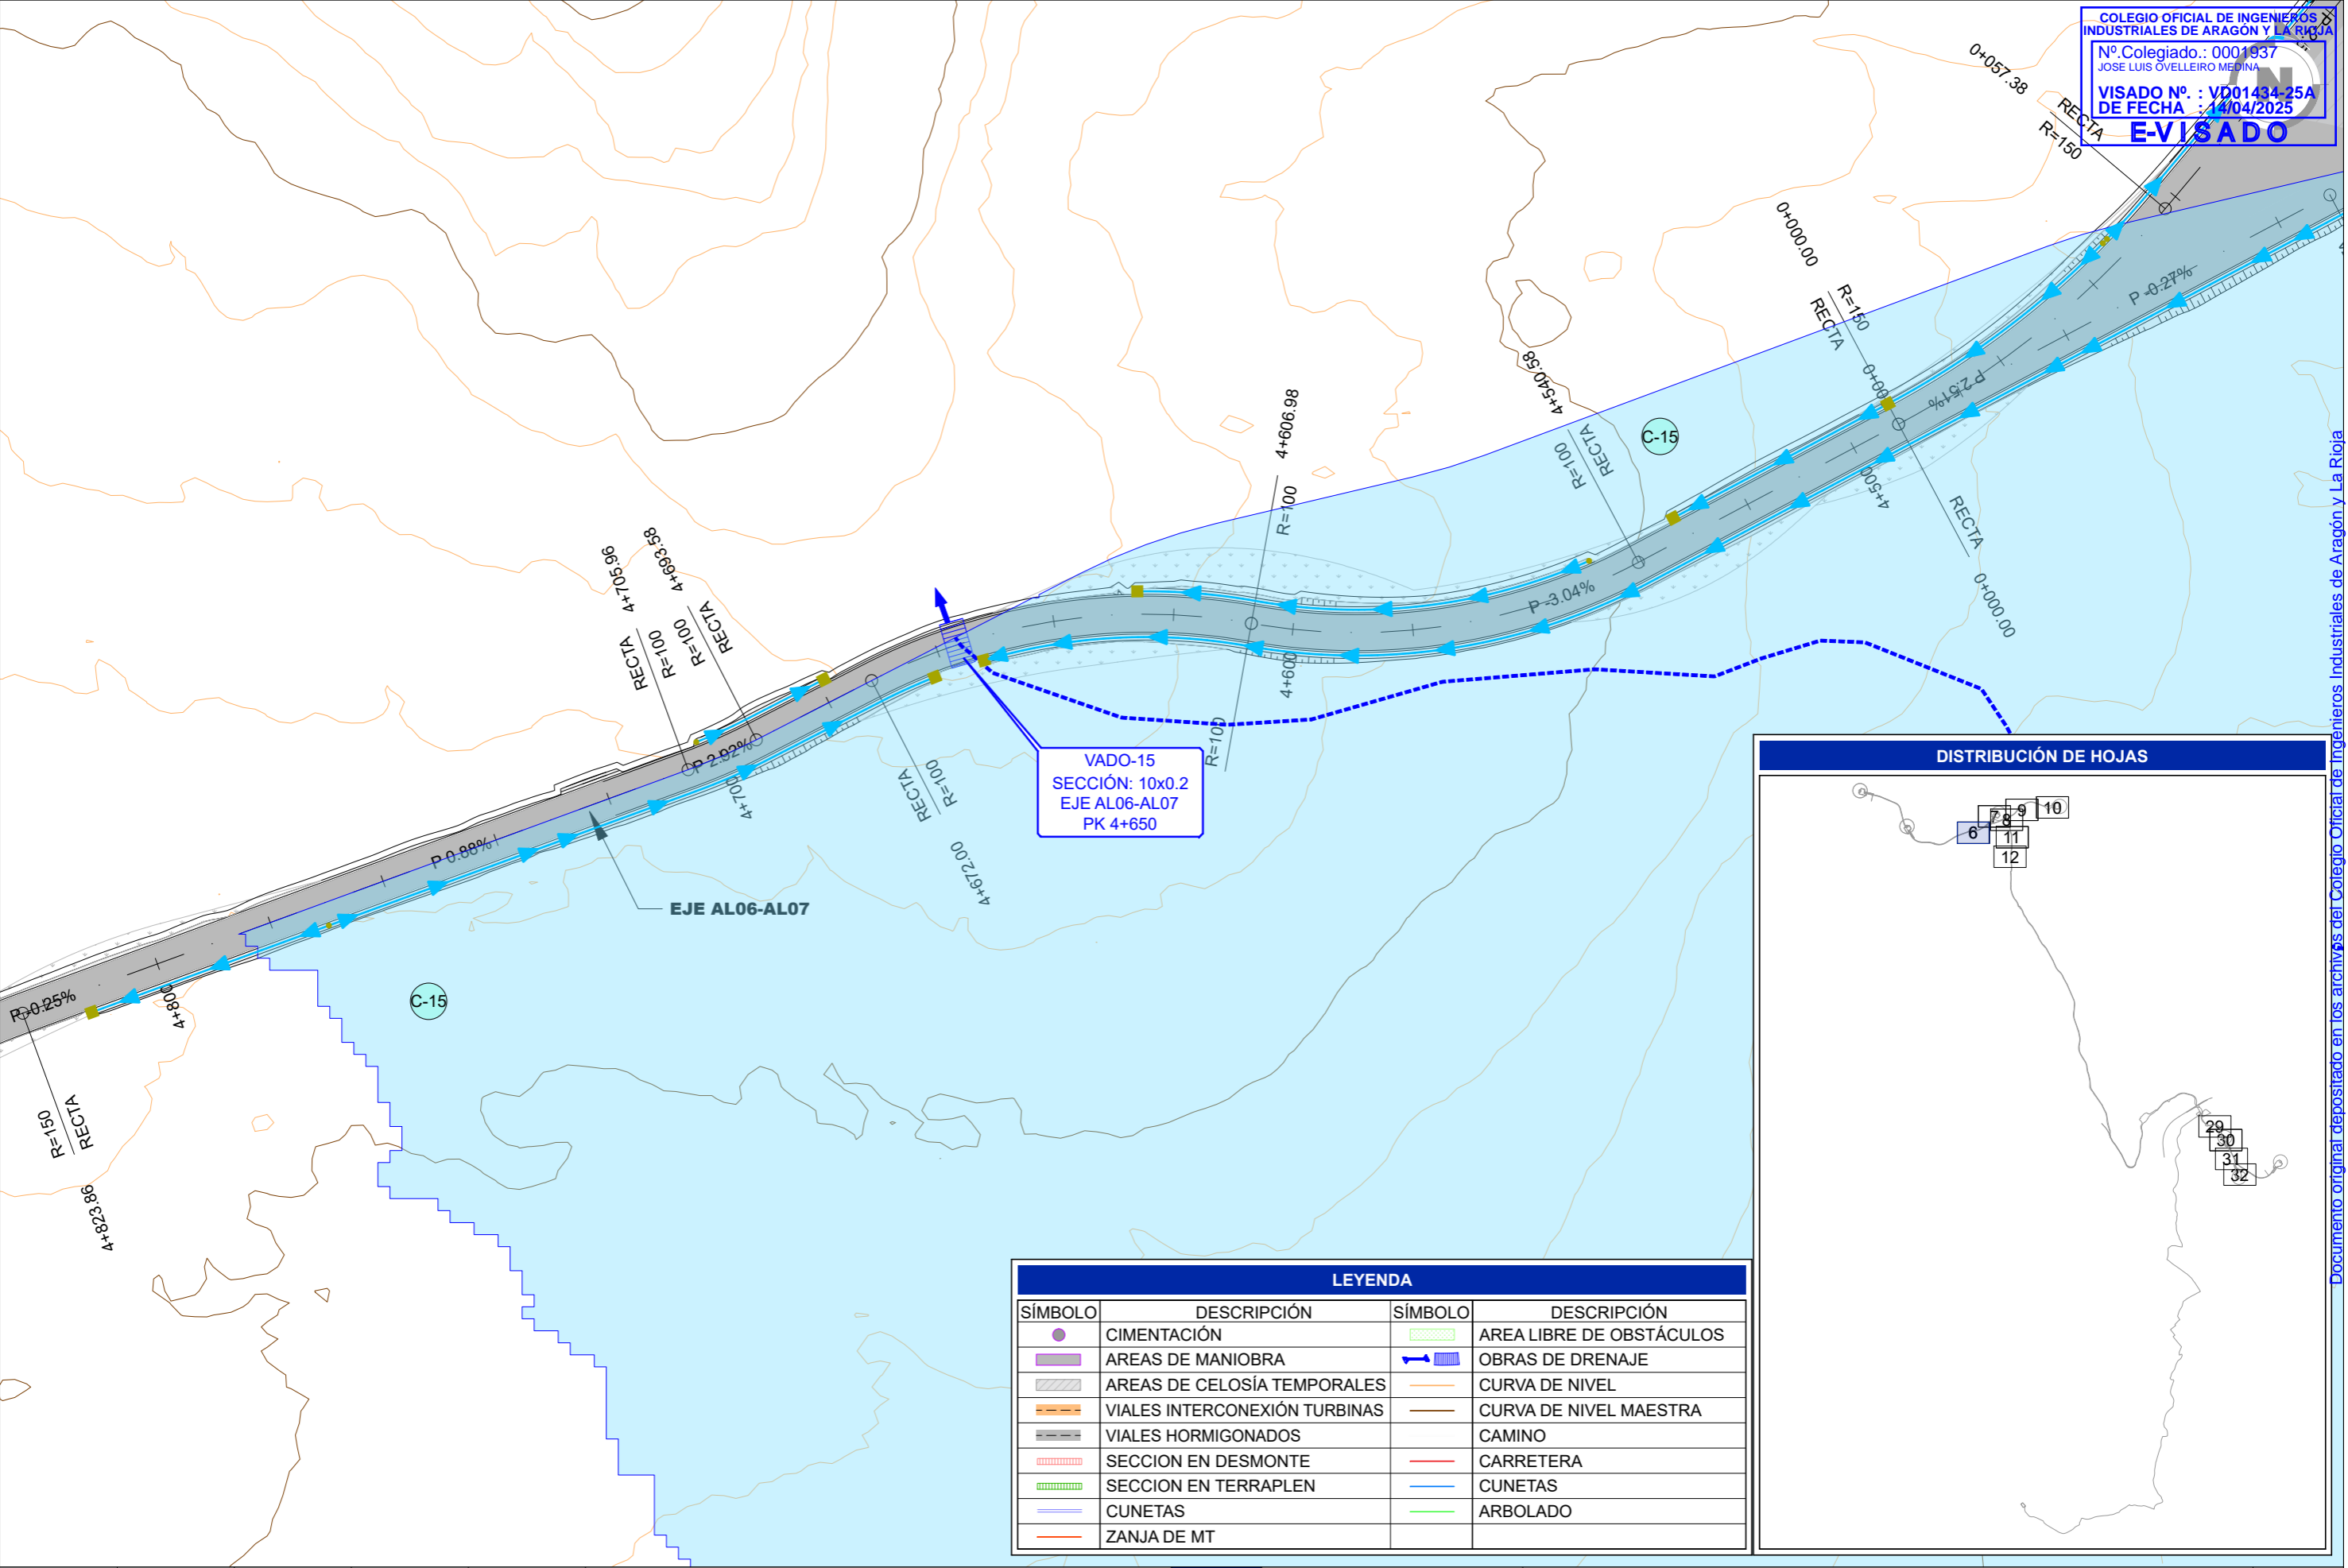 COLEGIO OFICIAL DE INGENIEROS
INDUSTRIALES DE ARAGÓN Y LA RIOJA
Nº.Colegiado.: 0001937
JOSE LUIS OVELLEIRO MEDINA
VISADO Nº. : VD01434-25A
DE FECHA : 14/04/2025
E-VISADO
N
0+057.38
RECTA
R=150
0+000.00
R=150
RECTA
P -0.27%
P 2.51%
4+540.58
R=100
RECTA
C-15
4+500
RECTA
0+000.00
4+606.98
R=100
P -3.04%
4+600
R=100
4+705.96
RECTA
R=100
4+693.58
R=100
RECTA
P 2.92%
4+700
RECTA
R=100
4+672.00
VADO-15
SECCIÓN: 10x0.2
EJE AL06-AL07
PK 4+650
P 0.88%
EJE AL06-AL07
C-15
P -0.25%
4+800
R=150
RECTA
4+823.86
DISTRIBUCIÓN DE HOJAS
6
7
8
9
10
11
12
29
30
31
32
LEYENDA
SÍMBOLO DESCRIPCIÓN SÍMBOLO DESCRIPCIÓN
CIMENTACIÓN AREA LIBRE DE OBSTÁCULOS
AREAS DE MANIOBRA OBRAS DE DRENAJE
AREAS DE CELOSÍA TEMPORALES CURVA DE NIVEL
VIALES INTERCONEXIÓN TURBINAS CURVA DE NIVEL MAESTRA
VIALES HORMIGONADOS CAMINO
SECCION EN DESMONTE CARRETERA
SECCION EN TERRAPLEN CUNETAS
CUNETAS ARBOLADO
ZANJA DE MT
Documento original depositado en los archivos del Colegio Oficial de Ingenieros Industriales de Aragón y La Rioja